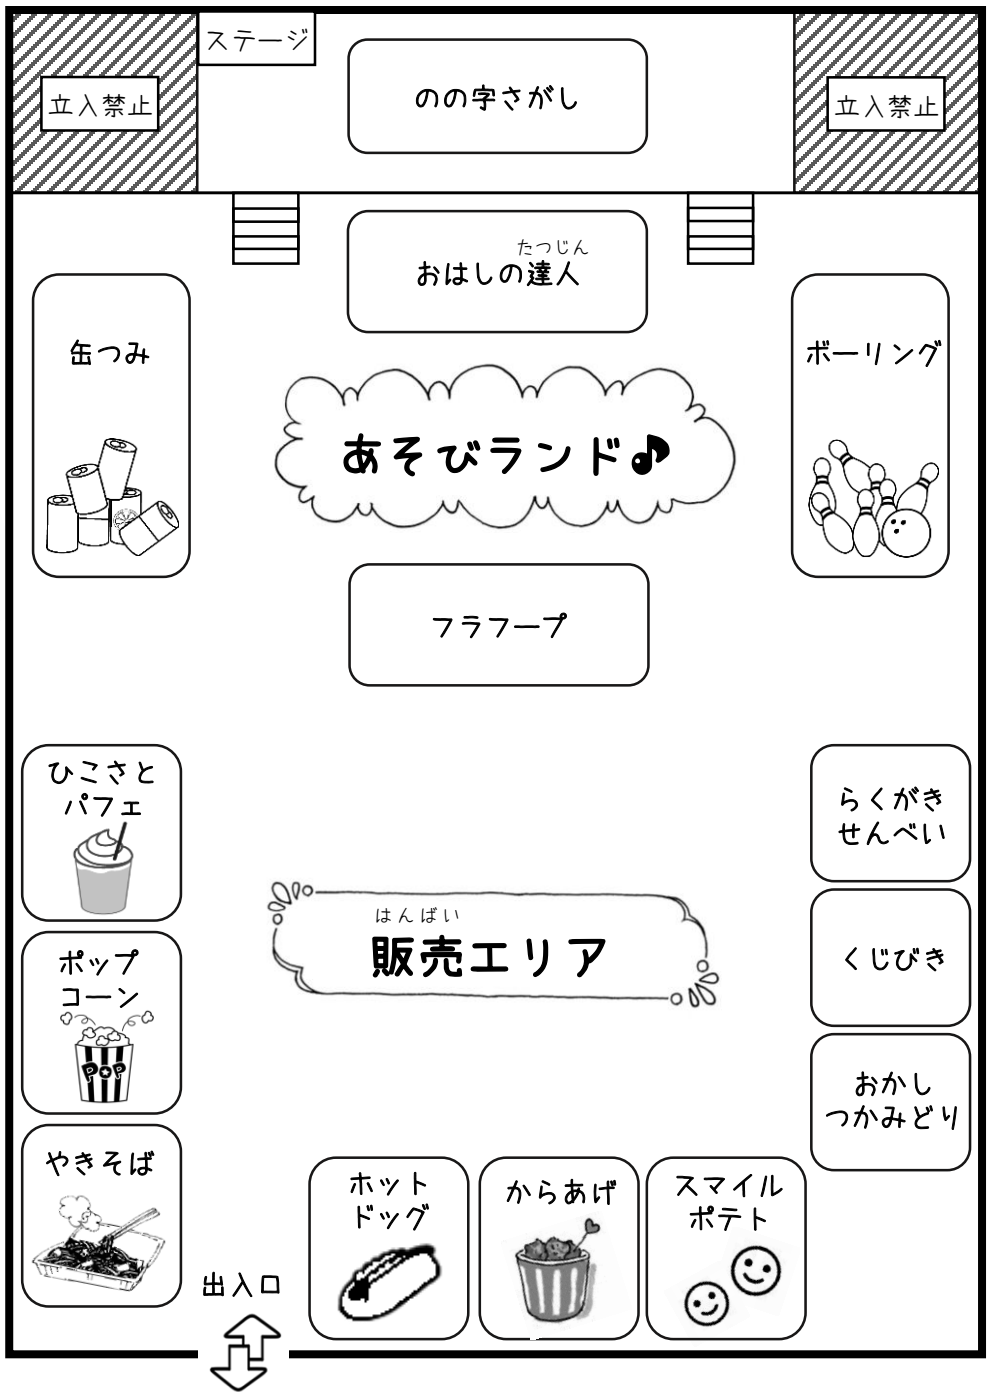 ステージ
立入禁止
のの字さがし
立入禁止
たつじん
おはしの達人
缶つみ
ボーリング
あそびランド♪
フラフープ
ひこさと
パフェ
らくがき
せんべい
はんばい
販売エリア
ポップ
コーン
POP
くじびき
おかし
つかみどり
やきそば
ホット
ドッグ
からあげ
スマイル
ポテト
出入口